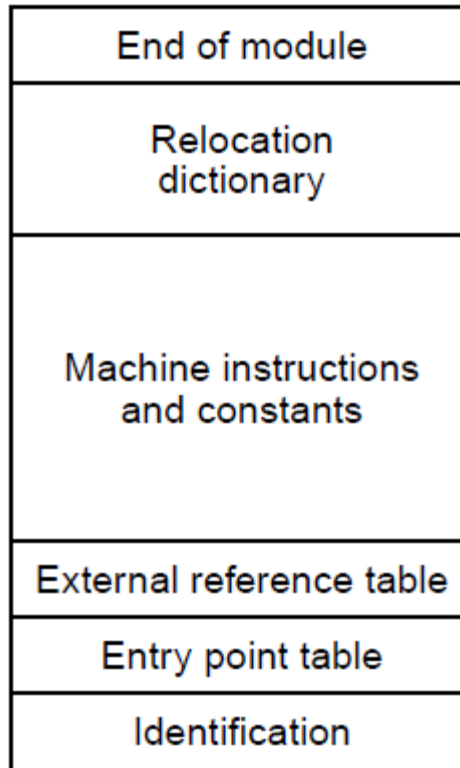 End of module
Relocation
dictionary
Machine instructions
and constants
External reference table
Entry point table
Identification